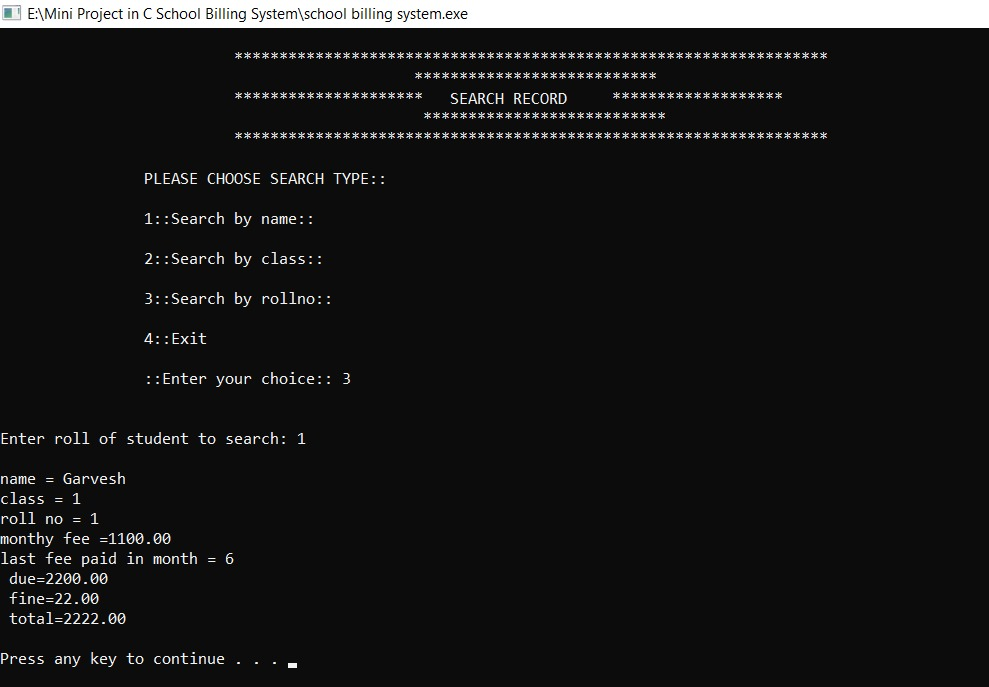 E:\Mini Project in C School Billing System\school billing system.exe
******************************************************************
***************************
********************* SEARCH RECORD *******************
***************************
******************************************************************
PLEASE CHOOSE SEARCH TYPE::
1::Search by name::
2::Search by class::
3::Search by rollno::
4::Exit
::Enter your choice:: 3
Enter roll of student to search: 1
name = Garvesh
class = 1
roll no = 1
monthy fee =1100.00
last fee paid in month = 6
due=2200.00
fine=22.00
total=2222.00
Press any key to continue . . .